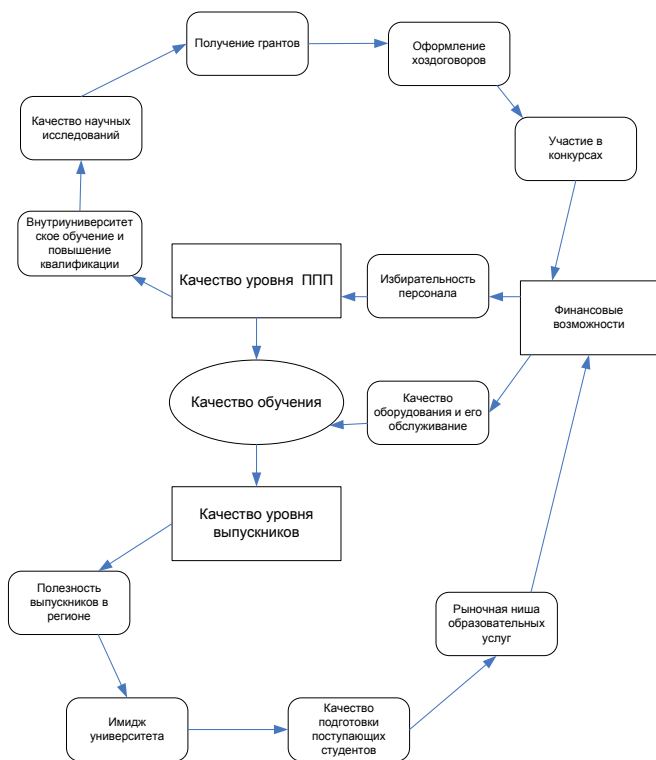 Получение грантов
Оформление
хоздоговоров
Качество научных
исследований
Участие в
конкурсах
Внутриуниверситет
ское обучение и
повышение
квалификации
Качество уровня ППП
Избирательность
персонала
Финансовые
возможности
Качество обучения
Качество
оборудования и его
обслуживание
Качество уровня
выпускников
Полезность
выпускников в
регионе
Рыночная ниша
образовательных
услуг
Имидж
университета
Качество
подготовки
поступающих
студентов